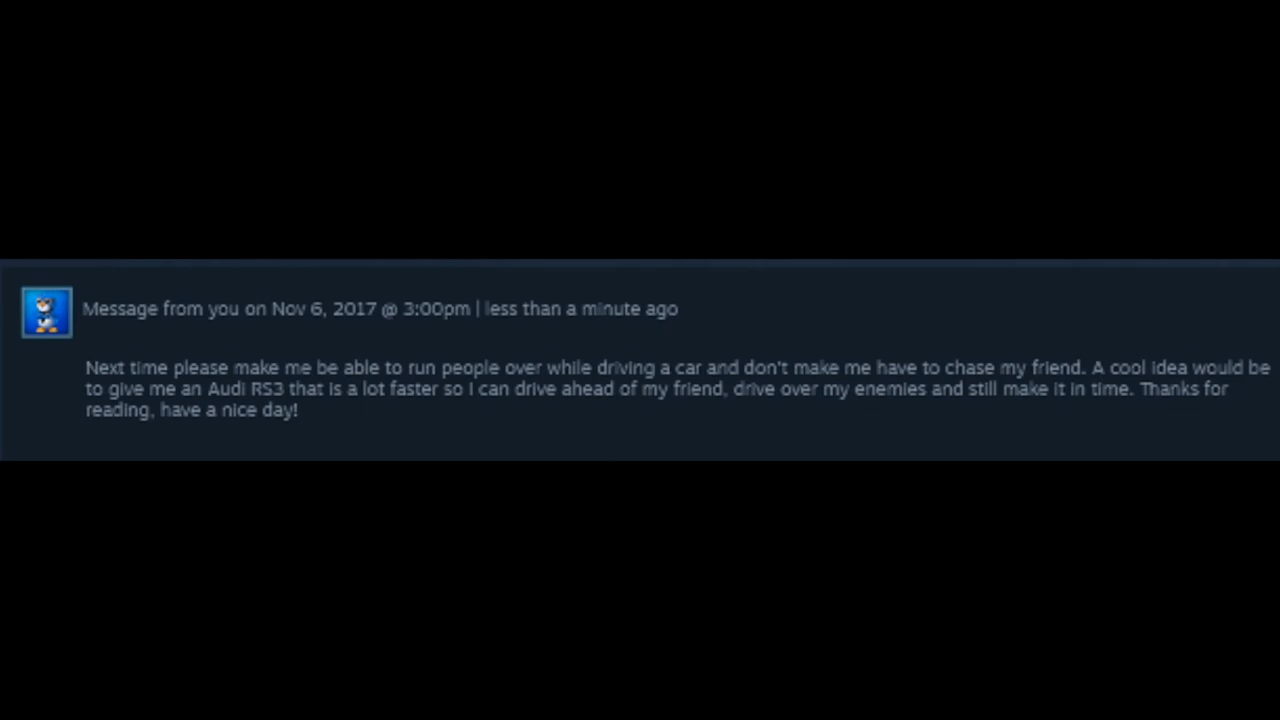 Message from you on Nov 6, 2017 @ 3:00pm | less than a minute ago
Next time please make me be able to run people over while driving a car and don't make me have to chase my friend. A cool idea would be
to give me an Audi RS3 that is a lot faster so I can drive ahead of my friend, drive over my enemies and still make it in time. Thanks for
reading, have a nice day!